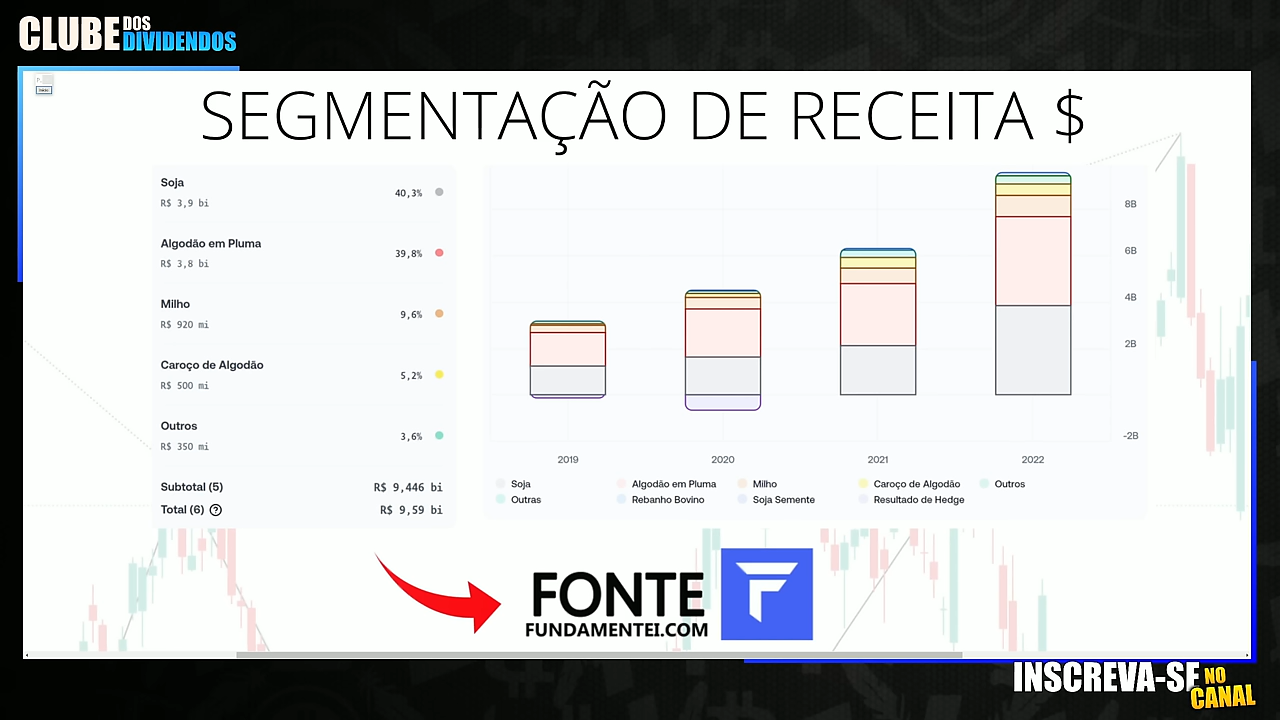 CLUBE DOS DIVIDENDOS
SEGMENTAÇÃO DE RECEITA $
Soja
R$ 3,9 bi
40,3%
Algodão em Pluma
R$ 3,8 bi
39,8%
Milho
R$ 920 mi
9,6%
Caroço de Algodão
R$ 500 mi
5,2%
Outros
R$ 350 mi
3,6%
Subtotal (5) R$ 9,446 bi
Total (6) ? R$ 9,59 bi
8B
6B
4B
2B
-2B
2019 2020 2021 2022
Soja Algodão em Pluma Milho Caroço de Algodão Outros
Outras Rebanho Bovino Soja Semente Resultado de Hedge
FONTE
FUNDAMENTEI.COM
INSCREVA-SE NO CANAL